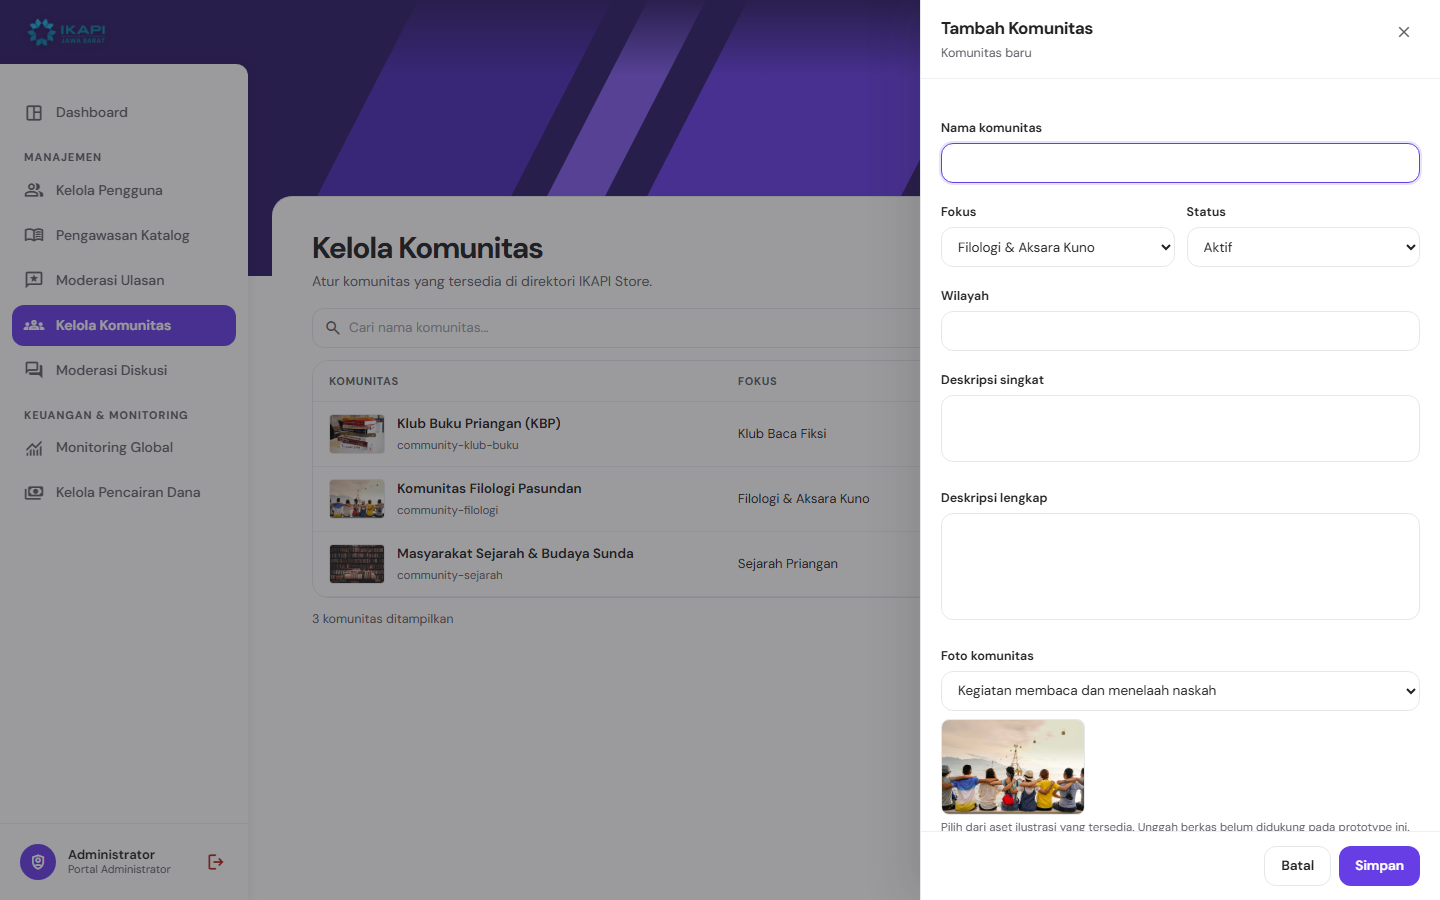 IKAPI
JAWA BARAT
Dashboard
MANAJEMEN
Kelola Pengguna
Pengawasan Katalog
Moderasi Ulasan
Kelola Komunitas
Moderasi Diskusi
KEUANGAN & MONITORING
Monitoring Global
Kelola Pencairan Dana
Administrator
Portal Administrator
Kelola Komunitas
Atur komunitas yang tersedia di direktori IKAPI Store.
Cari nama komunitas...
KOMUNITAS FOKUS
Klub Buku Priangan (KBP)
community-klub-buku
Klub Baca Fiksi
Komunitas Filologi Pasundan
community-filologi
Filologi & Aksara Kuno
Masyarakat Sejarah & Budaya Sunda
community-sejarah
Sejarah Priangan
3 komunitas ditampilkan
Tambah Komunitas
Komunitas baru
Nama komunitas
Fokus Status
Filologi & Aksara Kuno Aktif
Wilayah
Deskripsi singkat
Deskripsi lengkap
Foto komunitas
Kegiatan membaca dan menelaah naskah
Pilih dari aset ilustrasi yang tersedia. Unggah berkas belum didukung pada prototype ini.
Batal Simpan